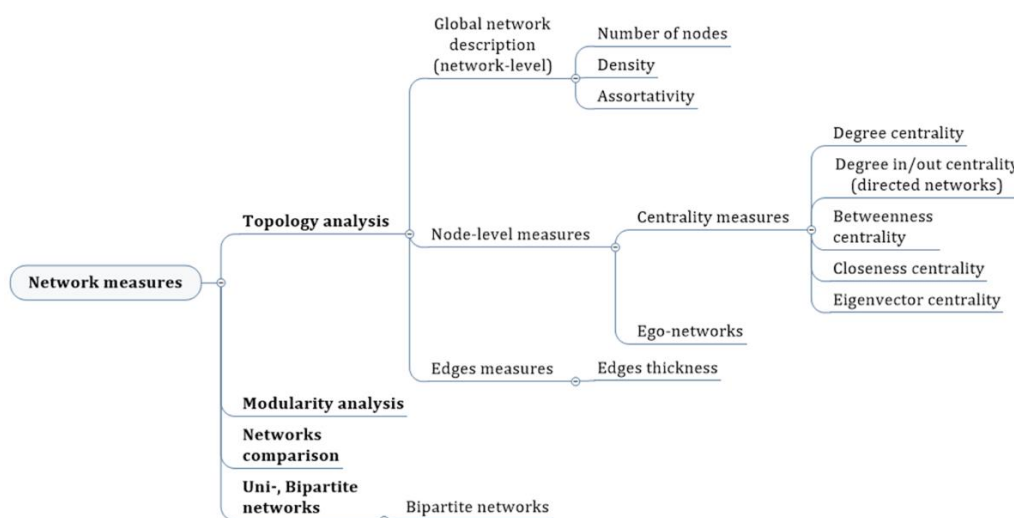 Network measures
Topology analysis
Global network
description
(network-level)
Number of nodes
Density
Assortativity
Node-level measures
Centrality measures
Degree centrality
Degree in/out centrality
(directed networks)
Betweenness
centrality
Closeness centrality
Eigenvector centrality
Ego-networks
Edges measures
Edges thickness
Modularity analysis
Networks
comparison
Uni-, Bipartite
networks
Bipartite networks